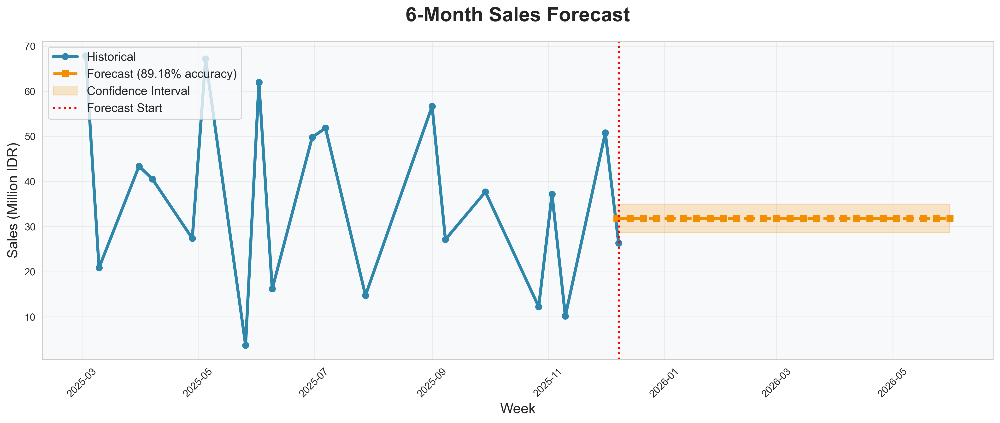 6-Month Sales Forecast
Historical
Forecast (89.18% accuracy)
Confidence Interval
Forecast Start
Sales (Million IDR)
70
60
50
40
30
20
10
2025-03
2025-05
2025-07
2025-09
2025-11
2026-01
2026-03
2026-05
Week